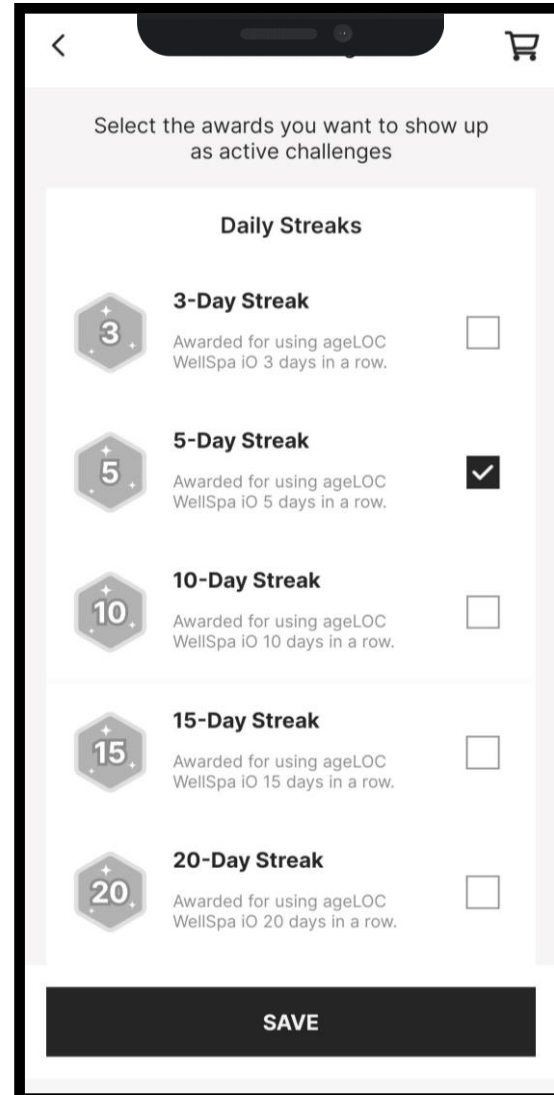 Select the awards you want to show up
as active challenges
Daily Streaks
3
3-Day Streak
Awarded for using ageLOC
WellSpa iO 3 days in a row.
5
5-Day Streak
Awarded for using ageLOC
WellSpa iO 5 days in a row.
10
10-Day Streak
Awarded for using ageLOC
WellSpa iO 10 days in a row.
15
15-Day Streak
Awarded for using ageLOC
WellSpa iO 15 days in a row.
20
20-Day Streak
Awarded for using ageLOC
WellSpa iO 20 days in a row.
SAVE